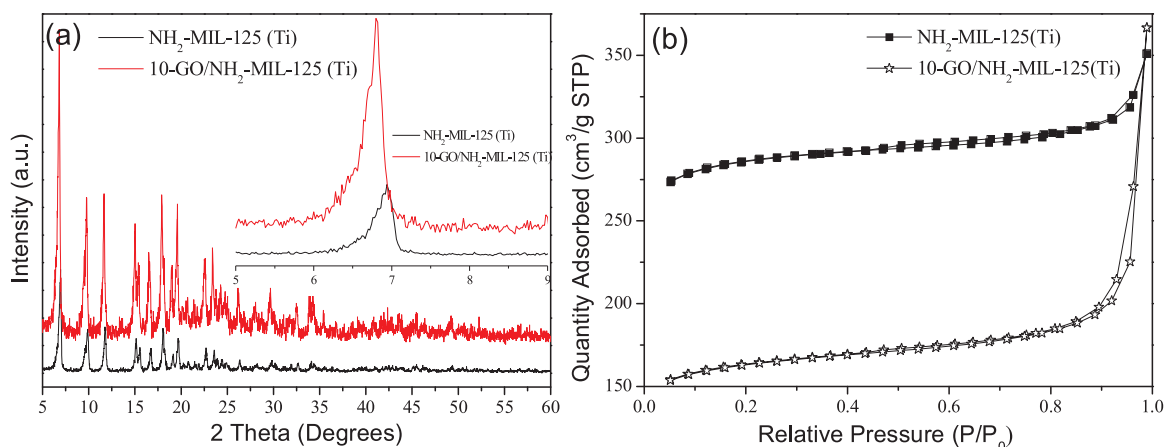 (a)
NH₂-MIL-125 (Ti)
10-GO/NH₂-MIL-125 (Ti)
NH₂-MIL-125 (Ti)
10-GO/NH₂-MIL-125 (Ti)
5 6 7 8 9
Intensity (a.u.)
5 10 15 20 25 30 35 40 45 50 55 60
2 Theta (Degrees)
(b)
NH₂-MIL-125(Ti)
10-GO/NH₂-MIL-125(Ti)
Quantity Adsorbed (cm³/g STP)
350
300
250
200
150
0.0 0.2 0.4 0.6 0.8 1.0
Relative Pressure (P/P₀)